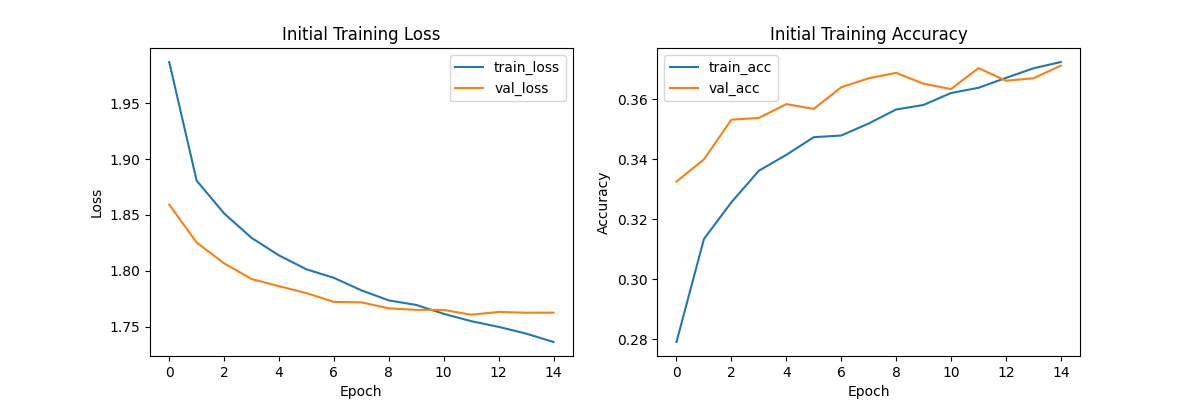 Initial Training Loss
train_loss
val_loss
1.95
1.90
1.85
1.80
1.75
Loss
0 2 4 6 8 10 12 14
Epoch
Initial Training Accuracy
train_acc
val_acc
0.36
0.34
0.32
0.30
0.28
Accuracy
0 2 4 6 8 10 12 14
Epoch